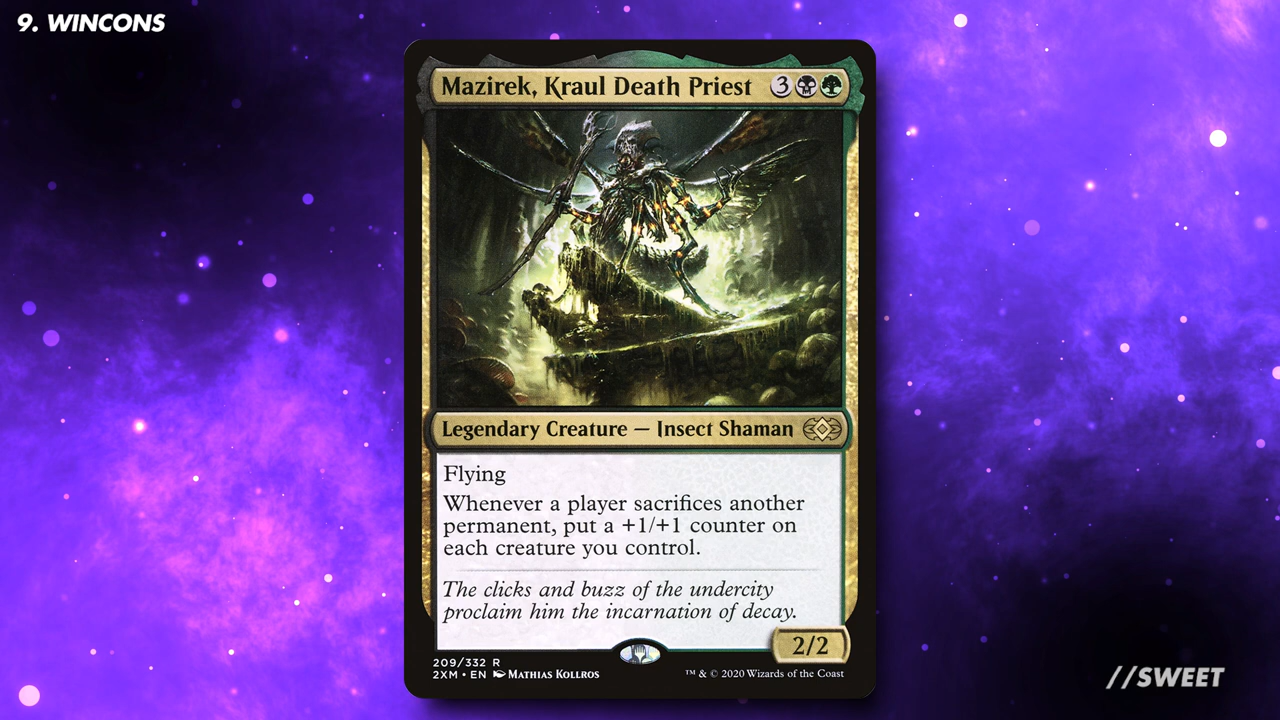 9. WINCONS
Mazirek, Kraul Death Priest 3
Legendary Creature — Insect Shaman
Flying
Whenever a player sacrifices another
permanent, put a +1/+1 counter on
each creature you control.
The clicks and buzz of the undercity
proclaim him the incarnation of decay.
2/2
209/332 R
2XM • EN Mathias Kollros
™ & © 2020 Wizards of the Coast
//SWEET